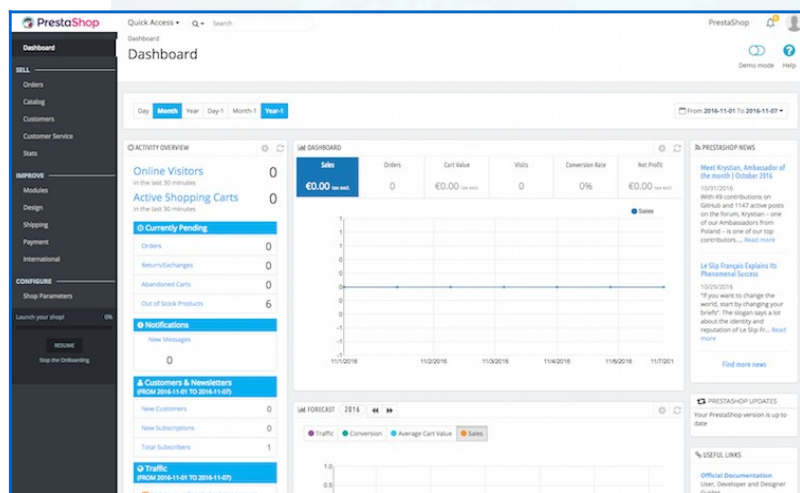 PrestaShop
Quick Access
Search
PrestaShop
Dashboard
Dashboard
Demo mode
Help
Dashboard
SELL
Orders
Catalog
Customers
Customer Service
Stats
IMPROVE
Modules
Design
Shipping
Payment
International
CONFIGURE
Shop Parameters
Launch your shop! 0%
RESUME
Stop the OnBoarding
Day Month Year Day-1 Month-1 Year-1
From 2016-11-01 To 2016-11-07
ACTIVITY OVERVIEW
Online Visitors 0
in the last 30 minutes
Active Shopping Carts 0
in the last 30 minutes
Currently Pending
Orders 0
Return/Exchanges 0
Abandoned Carts 0
Out of Stock Products 6
Notifications
New Messages
0
Customers & Newsletters
(FROM 2016-11-01 TO 2016-11-07)
New Customers 0
New Subscriptions 0
Total Subscribers 1
Traffic
(FROM 2016-11-01 TO 2016-11-07)
DASHBOARD
Sales Orders Cart Value Visits Conversion Rate Net Profit
€0.00 tax excl. 0 €0.00 tax excl. 0 0% €0.00 tax excl.
Sales
1
1
1
0
0
0
0
0
-1
-1
-1
11/1/2016 11/2/2016 11/3/2016 11/4/2016 11/6/2016 11/7/201
FORECAST 2016
Traffic Conversion Average Cart Value Sales
1.0
0.5
PRESTASHOP NEWS
Meet Krystian, Ambassador of
the month | October 2016
10/31/2016
With 49 contributions on
GitHub and 1147 active posts
on the forum, Krystian – one
of our Ambassadors from
Poland – is one of our top
contributors.... Read more
Le Slip Français Explains Its
Phenomenal Success
10/25/2016
"If you want to change the
world, start by changing your
briefs". The slogan says a lot
about the identity and
reputation of Le Slip Fr... Read
more
Find more news
PRESTASHOP UPDATES
Your PrestaShop version is up to
date
USEFUL LINKS
Official Documentation
User, Developer and Designer